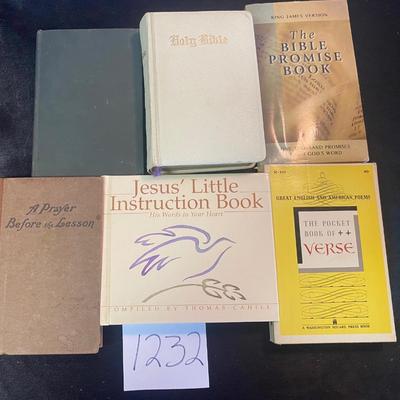 Holy Bible
KING JAMES VERSION
The
BIBLE
PROMISE
BOOK
GOD'S WORD
A Prayer
Before the Lesson
Jesus' Little
Instruction Book
His Words to Your Heart
COMPILED BY THOMAS CAHILL
GREAT ENGLISH AND AMERICAN POEMS
THE POCKET
BOOK OF ++
VERSE
A WASHINGTON SQUARE PRESS BOOK
1232